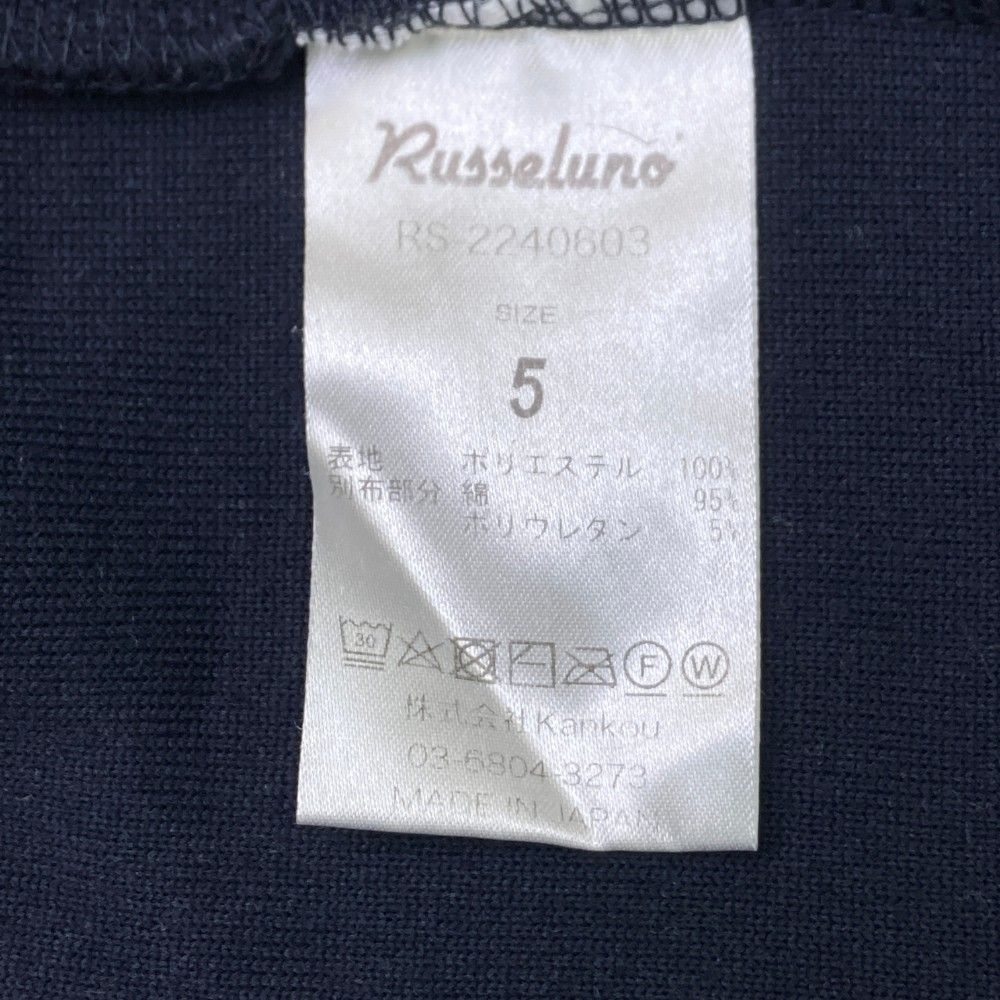 Russeluno
RS-2240603
SIZE
5
表地 ポリエステル 100%
別布部分 綿 95%
ポリウレタン 5%
30 F W
株式会社Kankou
03-6804-3273
MADE IN JAPAN